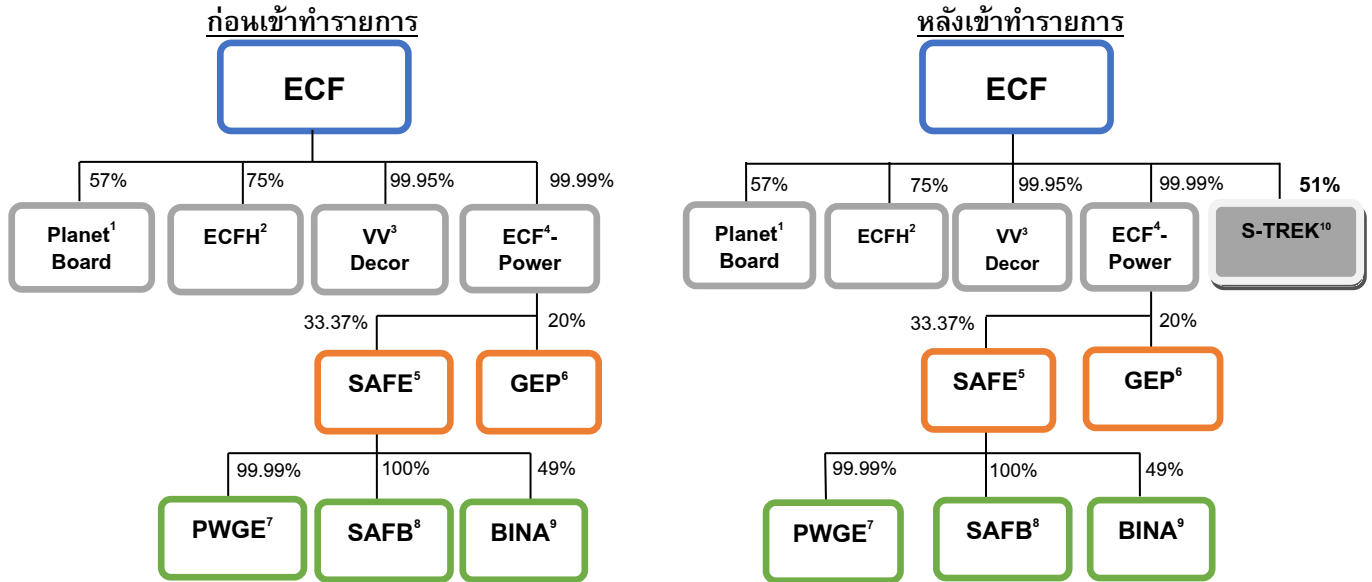 ก่อนเข้าทำรายการ
ECF
57%
75%
99.95%
99.99%
Planet¹
Board
ECFH²
VV³
Decor
ECF⁴-
Power
33.37%
20%
SAFE⁵
GEP⁶
99.99%
100%
49%
PWGE⁷
SAFB⁸
BINA⁹
หลังเข้าทำรายการ
ECF
57%
75%
99.95%
99.99%
51%
Planet¹
Board
ECFH²
VV³
Decor
ECF⁴-
Power
S-TREK¹⁰
33.37%
20%
SAFE⁵
GEP⁶
99.99%
100%
49%
PWGE⁷
SAFB⁸
BINA⁹